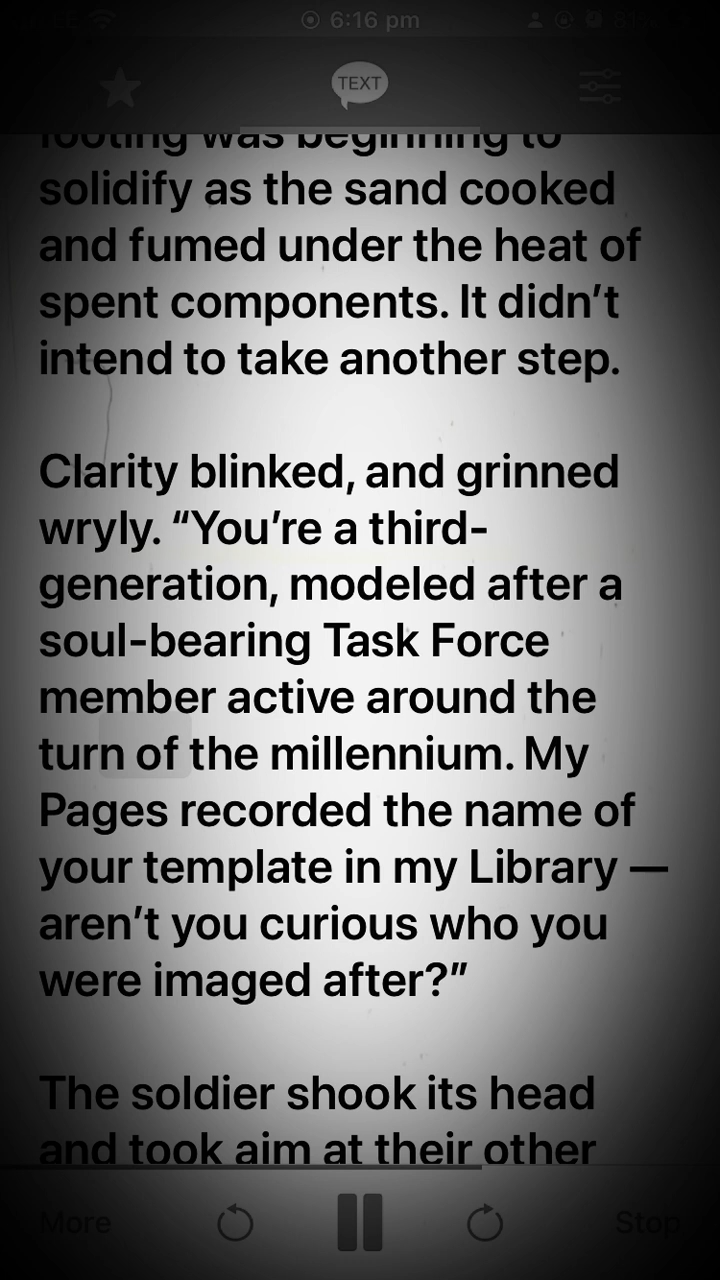 6:16 pm
TEXT
footing was beginning to
solidify as the sand cooked
and fumed under the heat of
spent components. It didn’t
intend to take another step.
Clarity blinked, and grinned
wryly. “You’re a third-
generation, modeled after a
soul-bearing Task Force
member active around the
turn of the millennium. My
Pages recorded the name of
your template in my Library —
aren’t you curious who you
were imaged after?”
The soldier shook its head
and took aim at their other
More
Stop